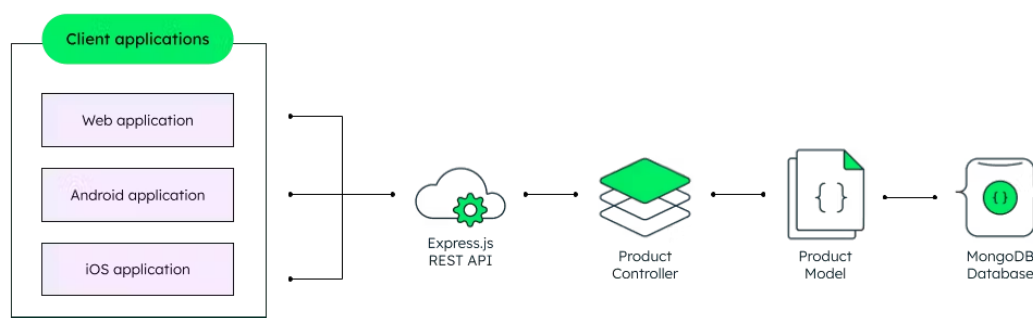 Client applications
Web application
Android application
iOS application
Express.js
REST API
Product
Controller
{ }
Product
Model
{ }
MongoDB
Database